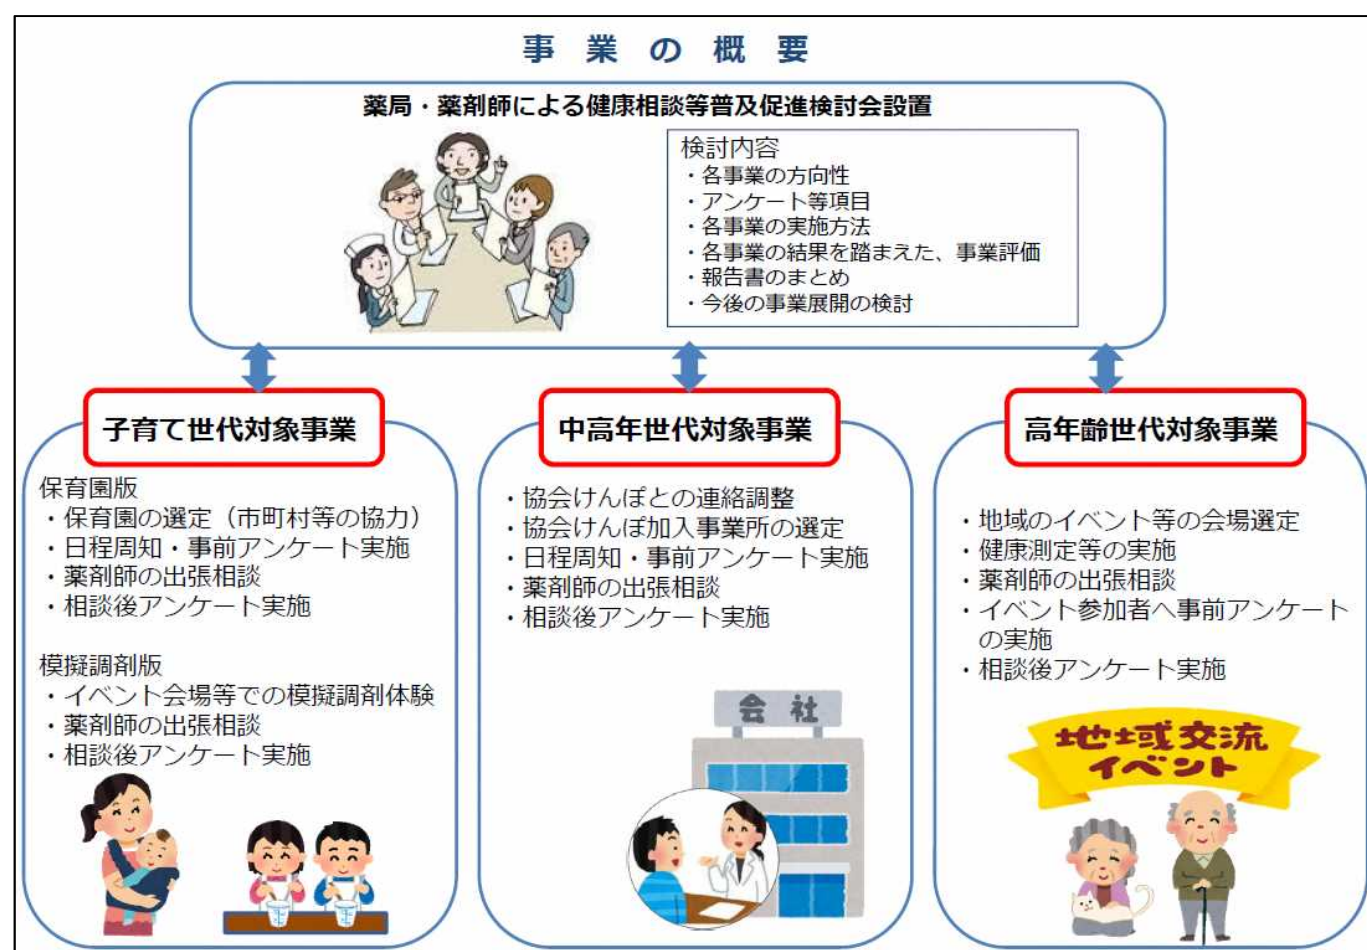 事業の概要
薬局・薬剤師による健康相談等普及促進検討会設置
検討内容
・各事業の方向性
・アンケート等項目
・各事業の実施方法
・各事業の結果を踏まえた、事業評価
・報告書のまとめ
・今後の事業展開の検討
子育て世代対象事業
保育園版
・保育園の選定（市町村等の協力）
・日程周知・事前アンケート実施
・薬剤師の出張相談
・相談後アンケート実施
模擬調剤版
・イベント会場等での模擬調剤体験
・薬剤師の出張相談
・相談後アンケート実施
中高年世代対象事業
・協会けんぽとの連絡調整
・協会けんぽ加入事業所の選定
・日程周知・事前アンケート実施
・薬剤師の出張相談
・相談後アンケート実施
会社
高年齢世代対象事業
・地域のイベント等の会場選定
・健康測定等の実施
・薬剤師の出張相談
・イベント参加者へ事前アンケート
の実施
・相談後アンケート実施
地域交流
イベント